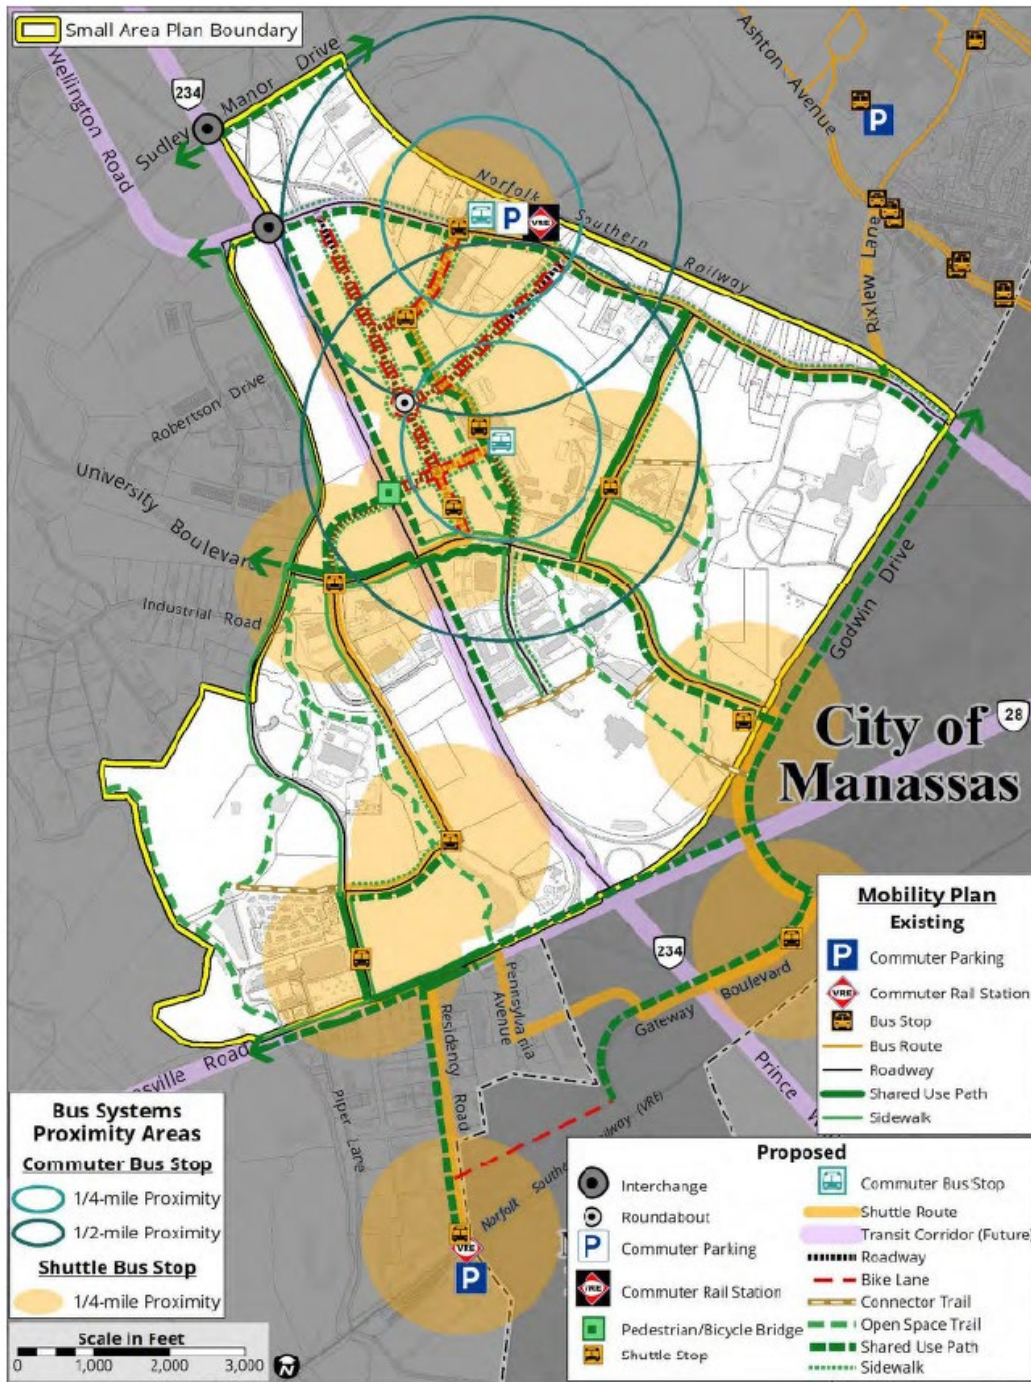 Small Area Plan Boundary
Wellington Road
234
Sudley Manor Drive
Ashton Avenue
P
Norfolk Southern Railway
P
VRE
Rixlew Lane
Robertson Drive
University Boulevard
Industrial Road
Godwin Drive
City of
Manassas
28
234
Gateway Boulevard
Pennsylvania
Avenue
Residency Road
Piper Lane
Prince
Road
(VRE)
Norfolk
VRE
P
Mobility Plan
Existing
P Commuter Parking
VRE Commuter Rail Station
Bus Stop
Bus Route
Roadway
Shared Use Path
Sidewalk
Bus Systems
Proximity Areas
Commuter Bus Stop
1/4-mile Proximity
1/2-mile Proximity
Shuttle Bus Stop
1/4-mile Proximity
Scale in Feet
0 1,000 2,000 3,000
N
Proposed
Interchange
Roundabout
P Commuter Parking
VRE Commuter Rail Station
Pedestrian/Bicycle Bridge
Shuttle Stop
Commuter Bus Stop
Shuttle Route
Transit Corridor (Future)
Roadway
Bike Lane
Connector Trail
Open Space Trail
Shared Use Path
Sidewalk